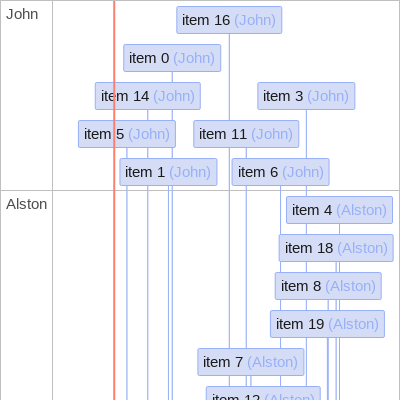 John
item 16 (John)
item 0 (John)
item 14 (John)
item 3 (John)
item 5 (John)
item 11 (John)
item 1 (John)
item 6 (John)
Alston
item 4 (Alston)
item 18 (Alston)
item 8 (Alston)
item 19 (Alston)
item 7 (Alston)
item 12 (Alston)